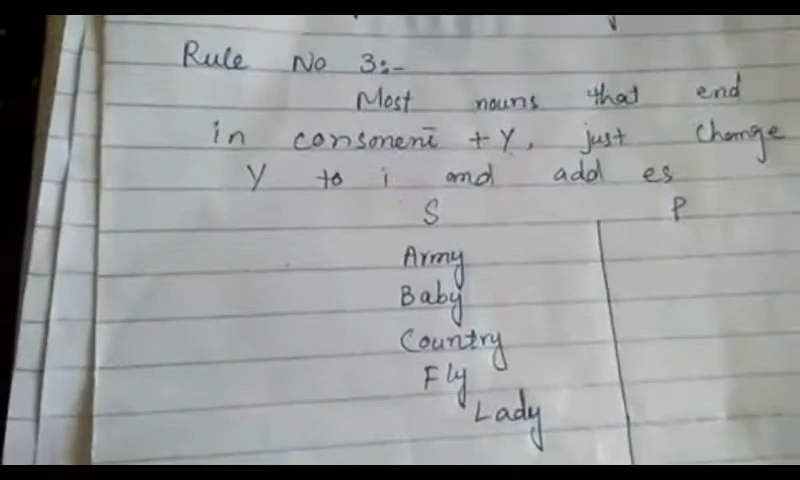 Rule No 3:-
Most nouns that end
in consonent + Y, just change
Y to i and add es
S P
Army
Baby
Country
Fly
Lady